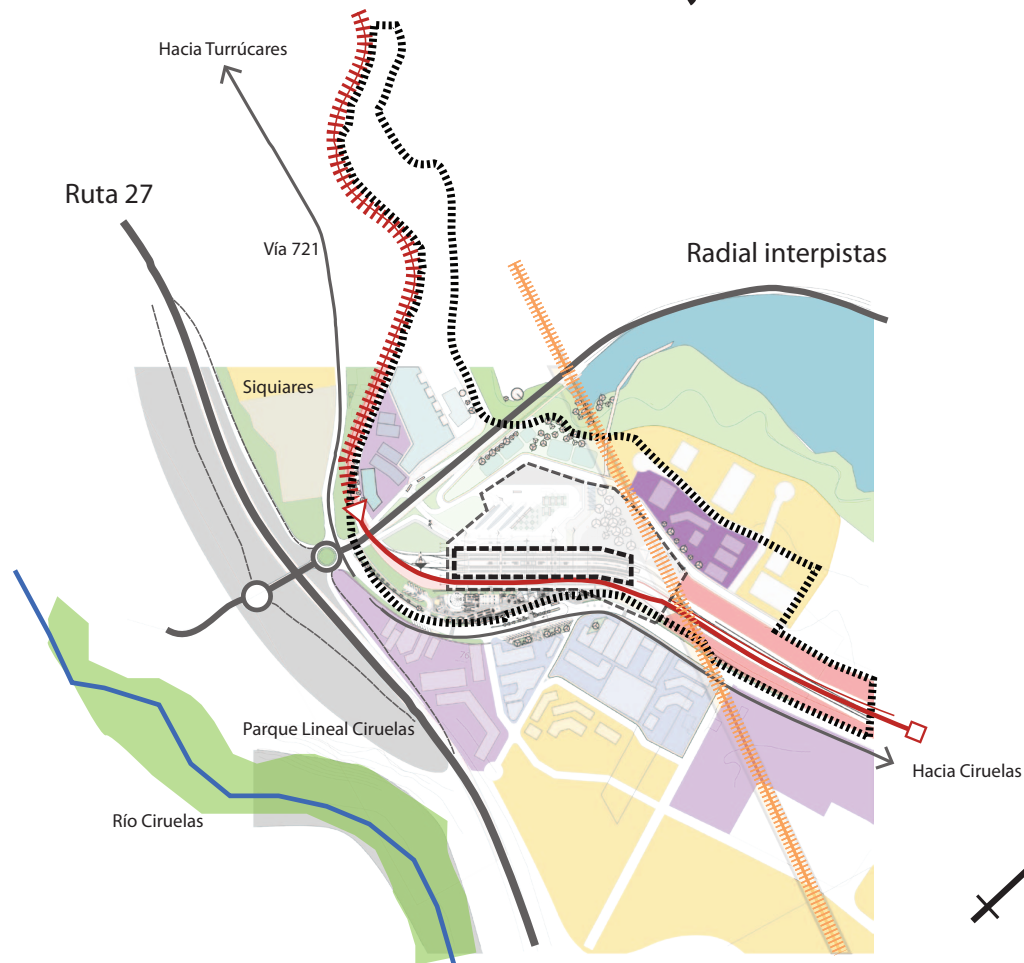 Hacia Turrúcares
Ruta 27
Vía 721
Radial interpistas
Siquiares
Parque Lineal Ciruelas
Hacia Ciruelas
Río Ciruelas